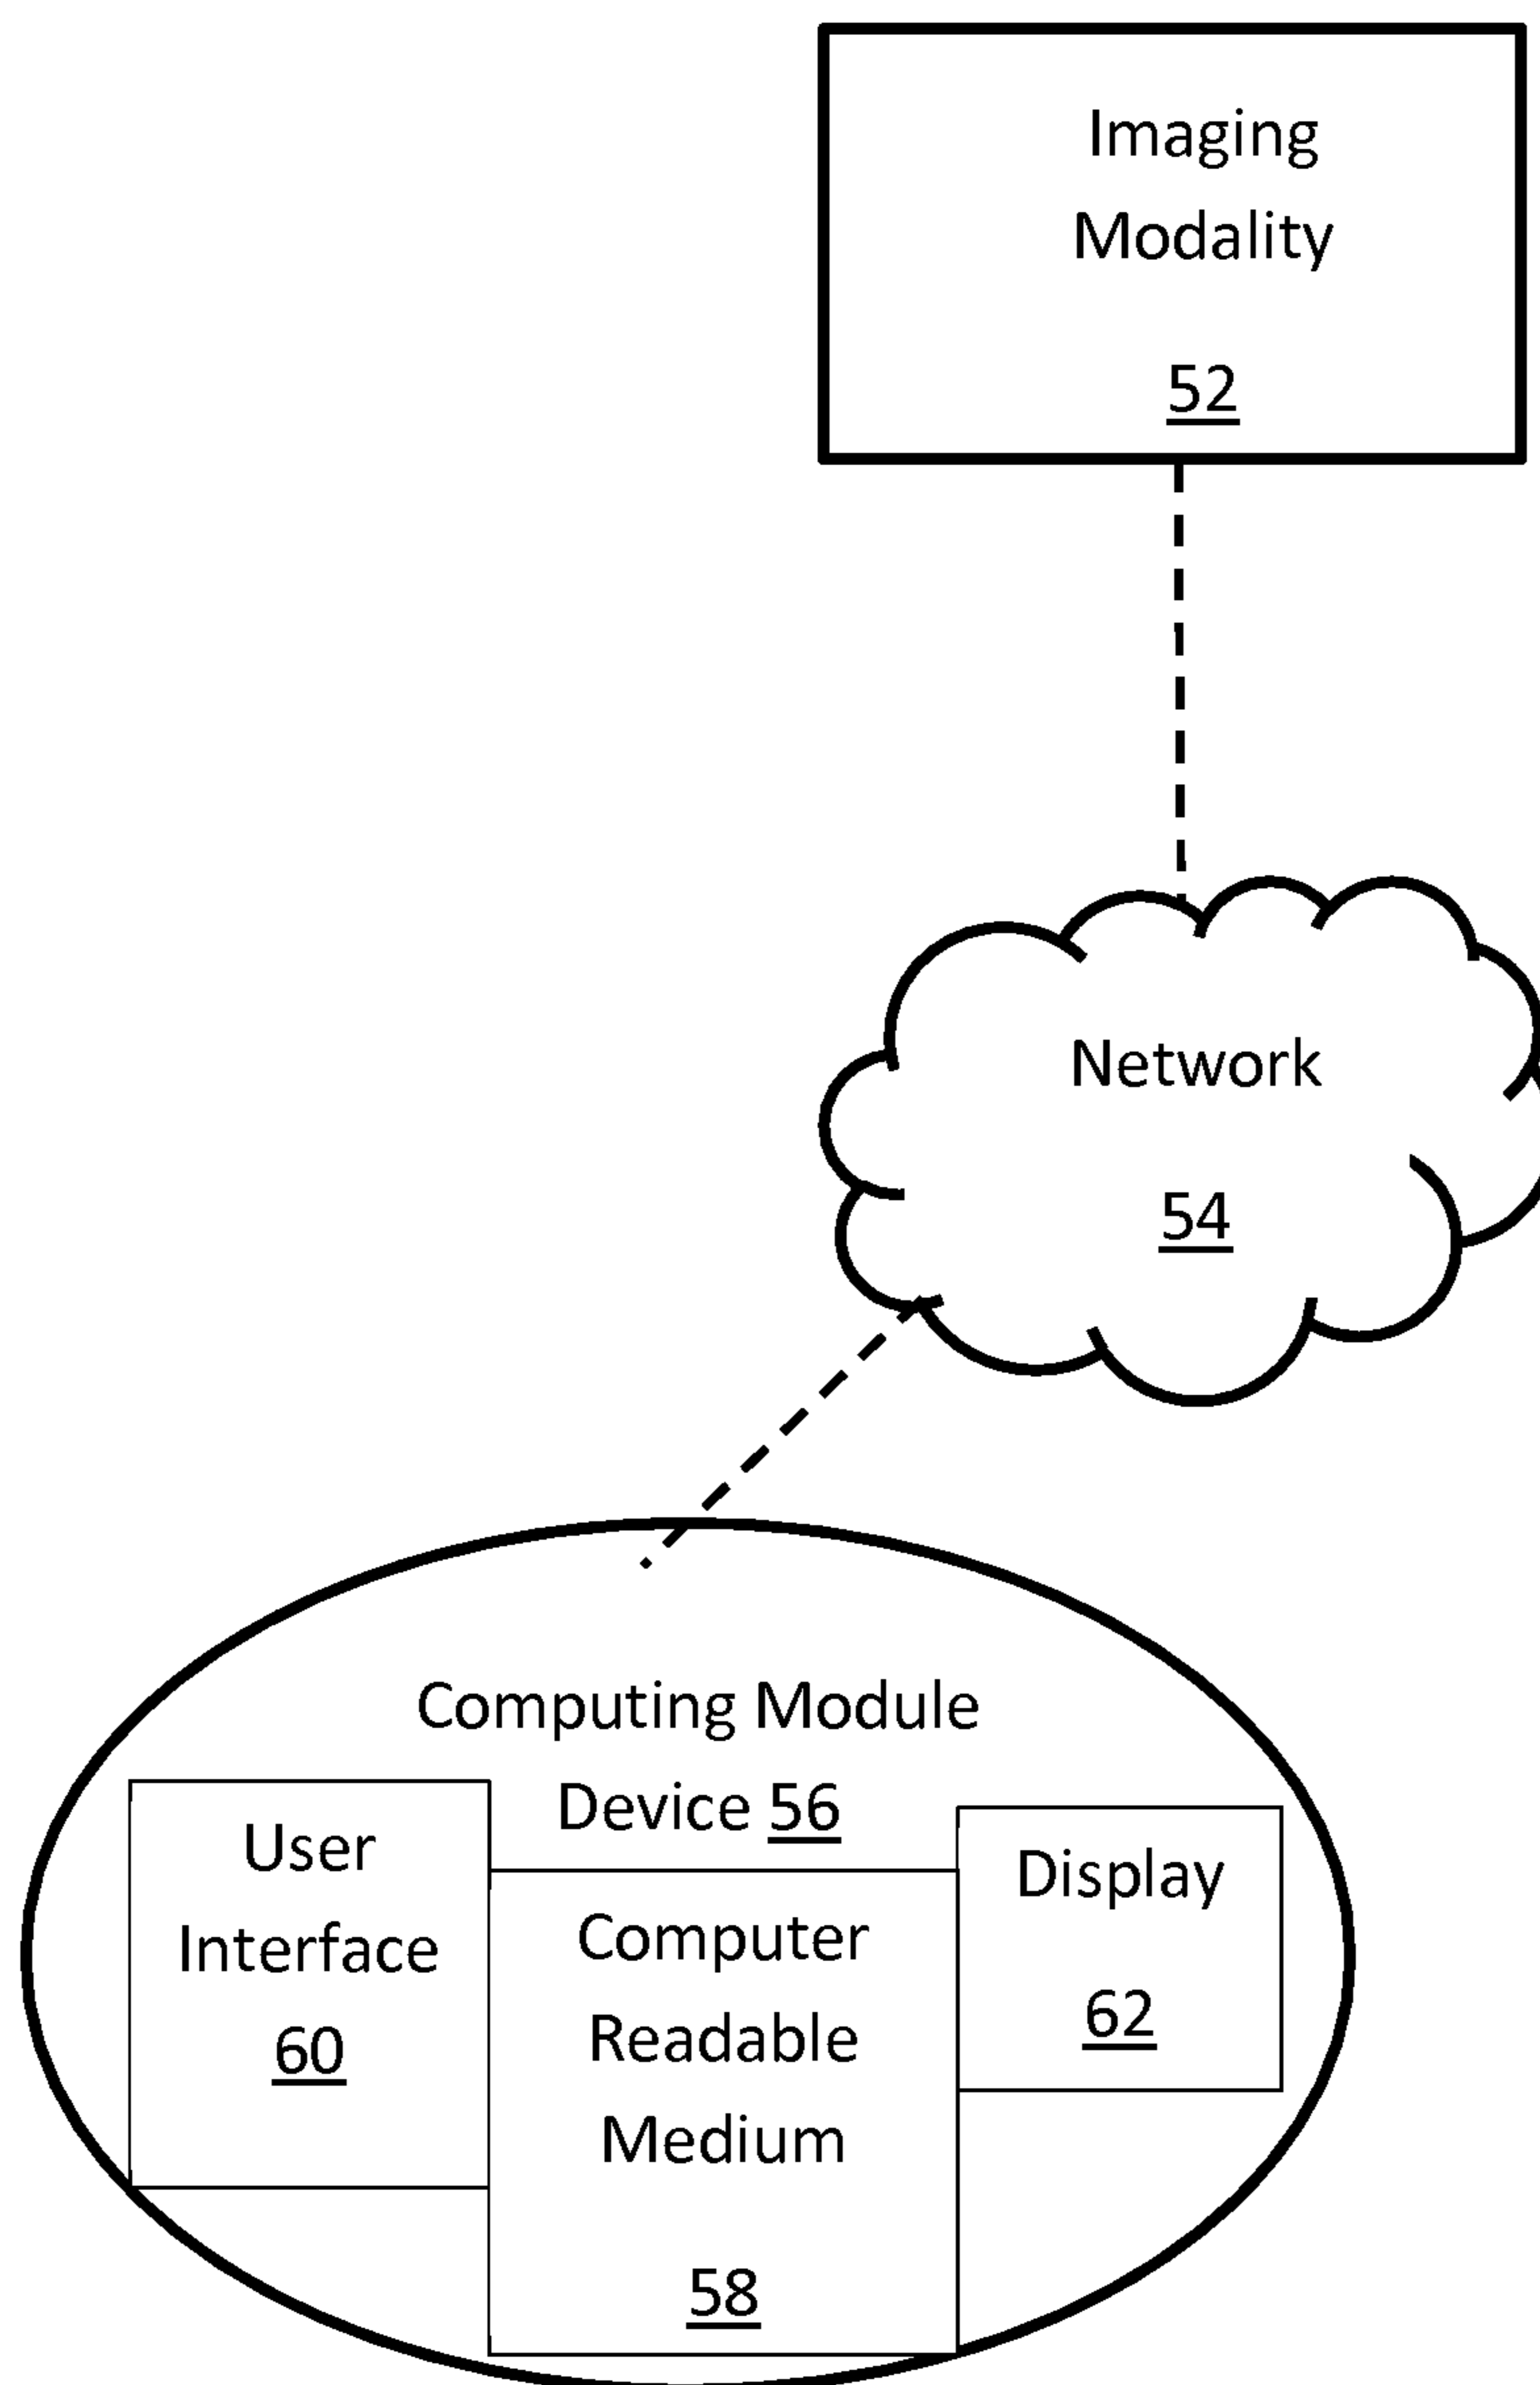 Imaging
Modality
52
Network
54
Computing Module
Device 56
User
Interface
60
Computer
Readable
Medium
58
Display
62